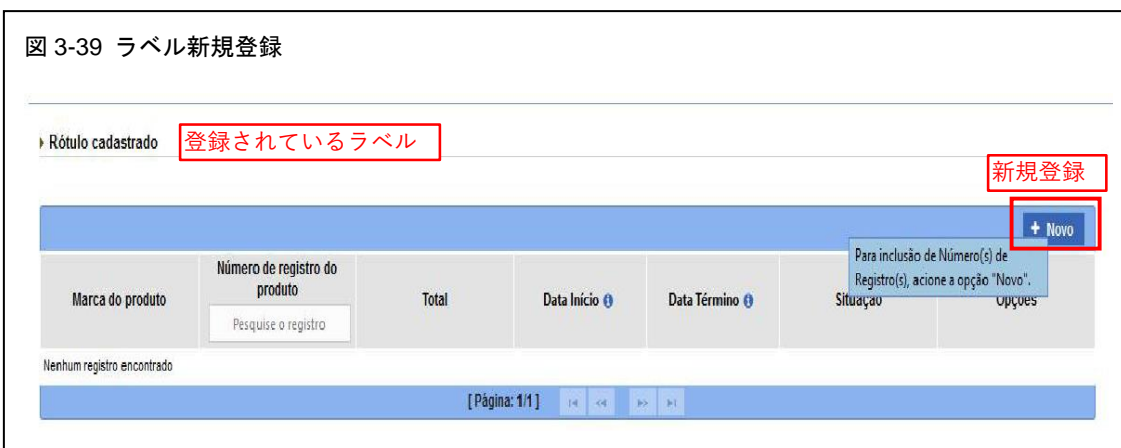 図 3-39 ラベル新規登録
Rótulo cadastrado
登録されているラベル
新規登録
+ Novo
Para inclusão de Número(s) de
Registro(s), acione a opção "Novo".
Marca do produto
Número de registro do
produto
Pesquise o registro
Total
Data Início
Data Término
Situação
Opções
Nenhum registro encontrado
[ Página: 1/1 ]